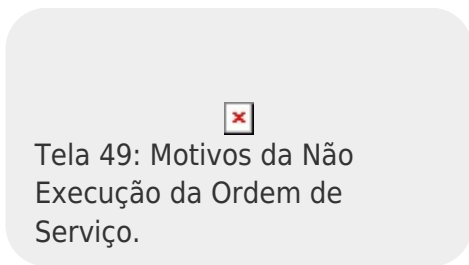 Tela 49: Motivos da Não
Execução da Ordem de
Serviço.